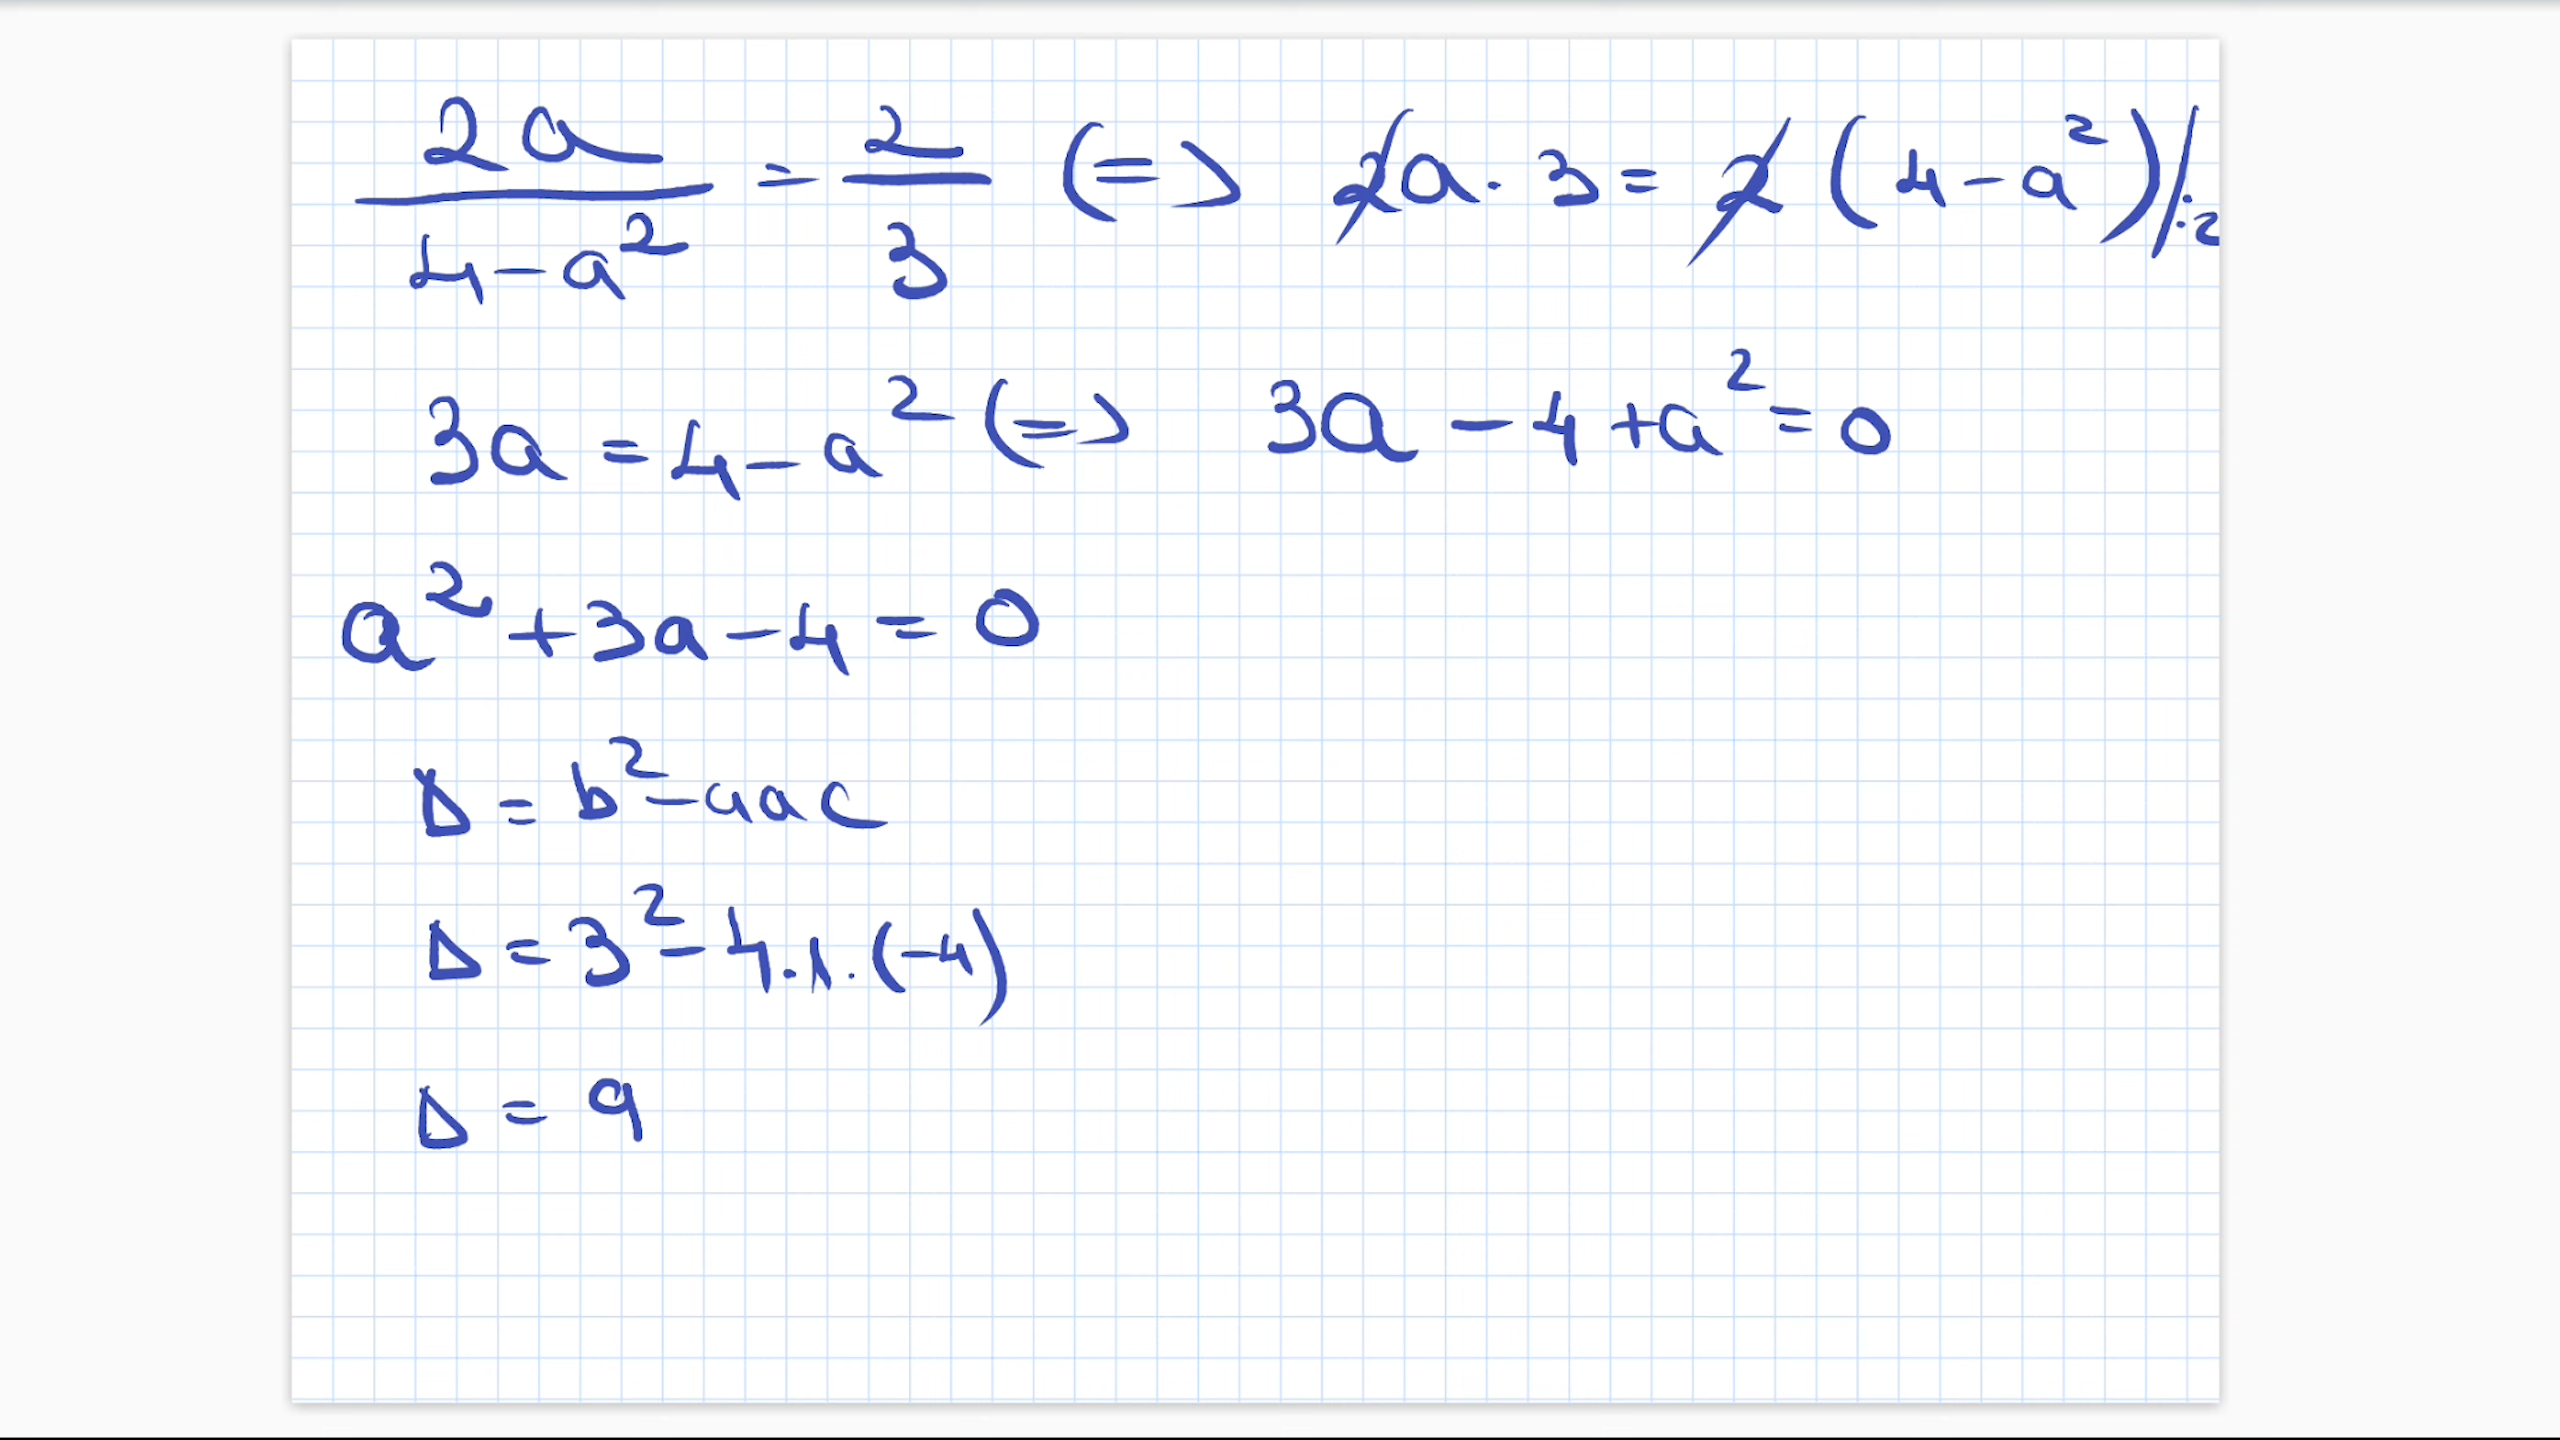 2a/(4-a²) = 2/3 (=) 2a·3 = 2(4-a²)/:2
3a = 4-a² (=) 3a - 4 + a² = 0
a² + 3a - 4 = 0
Δ = b² - 4ac
Δ = 3² - 4·1·(-4)
Δ = 9